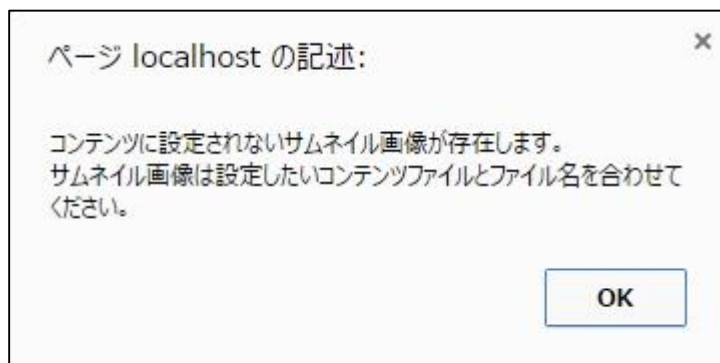 ページ localhost の記述:
コンテンツに設定されないサムネイル画像が存在します。
サムネイル画像は設定したいコンテンツファイルとファイル名を合わせて
ください。
OK